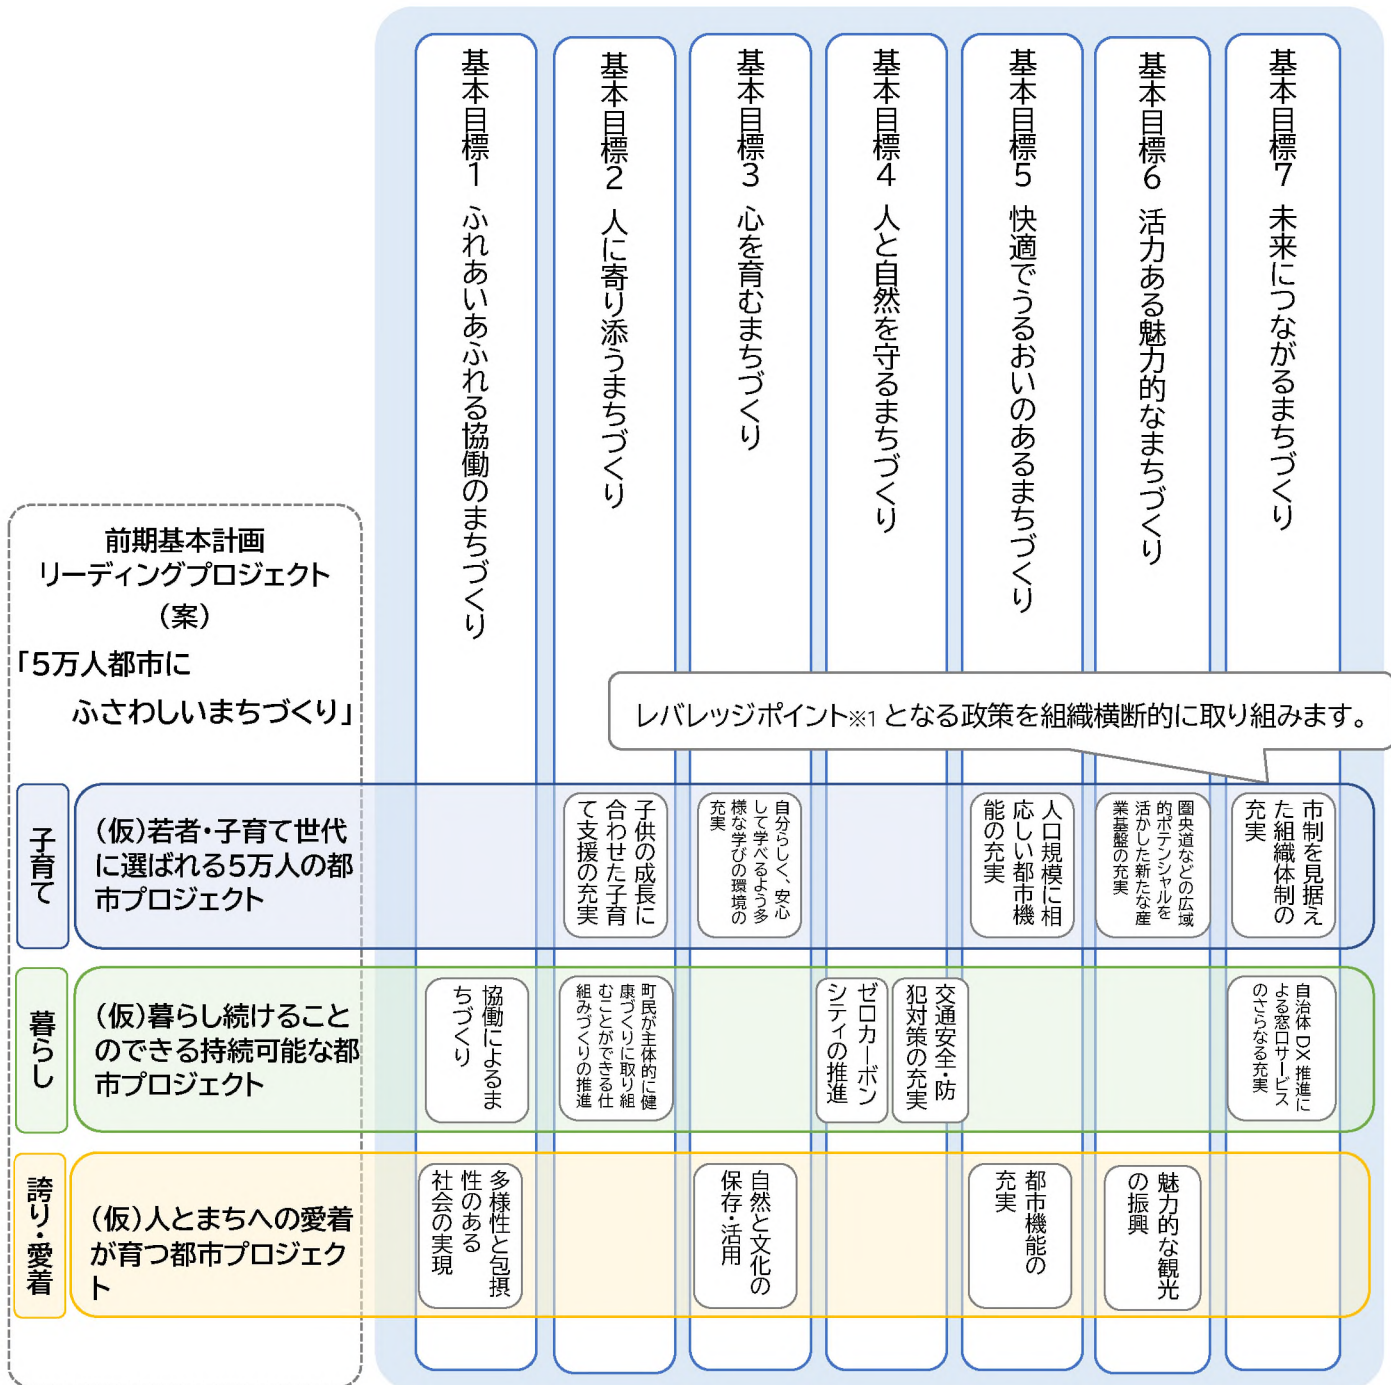 基本目標1 ふれあいあふれる協働のまちづくり
基本目標2 人に寄り添うまちづくり
基本目標3 心を育むまちづくり
基本目標4 人と自然を守るまちづくり
基本目標5 快適でうるおいのあるまちづくり
基本目標6 活力ある魅力的なまちづくり
基本目標7 未来につながるまちづくり
前期基本計画
リーディングプロジェクト
（案）
「5万人都市に
ふさわしいまちづくり」
レバレッジポイント※1 となる政策を組織横断的に取り組みます。
子育て
（仮）若者・子育て世代
に選ばれる5万人の都
市プロジェクト
子供の成長に
合わせた子育
て支援の充実
自分らしく、安心
して学べるよう多
様な学びの環境の
充実
人口規模に相
応しい都市機
能の充実
圏央道などの広域
的ポテンシャルを
活かした新たな産
業基盤の充実
市制を見据え
た組織体制の
充実
暮らし
（仮）暮らし続けること
のできる持続可能な都
市プロジェクト
協働によるま
ちづくり
町民が主体的に健
康づくりに取り組
むことができる仕
組みづくりの推進
ゼロカーボン
シティの推進
交通安全・防
犯対策の充実
自治体 DX 推進に
よる窓口サービス
のさらなる充実
誇り・愛着
（仮）人とまちへの愛着
が育つ都市プロジェク
ト
多様性と包摂
性のある
社会の実現
自然と文化の
保存・活用
都市機能の
充実
魅力的な観光
の振興